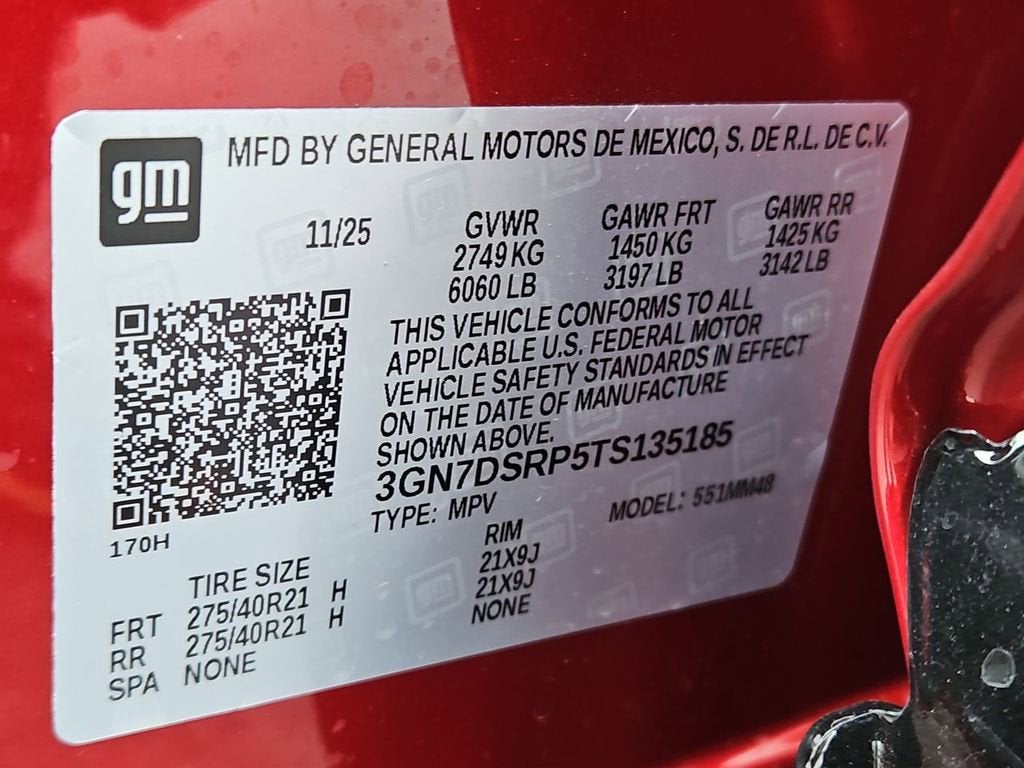 gm
MFD BY GENERAL MOTORS DE MEXICO, S. DE R.L. DE C.V.
11/25
GVWR
2749 KG
6060 LB
GAWR FRT
1450 KG
3197 LB
GAWR RR
1425 KG
3142 LB
THIS VEHICLE CONFORMS TO ALL
APPLICABLE U.S. FEDERAL MOTOR
VEHICLE SAFETY STANDARDS IN EFFECT
ON THE DATE OF MANUFACTURE
SHOWN ABOVE.
3GN7DSRP5TS135185
TYPE: MPV
MODEL: 551MM48
170H
TIRE SIZE
RIM
FRT 275/40R21 H 21X9J
RR 275/40R21 H 21X9J
SPA NONE NONE